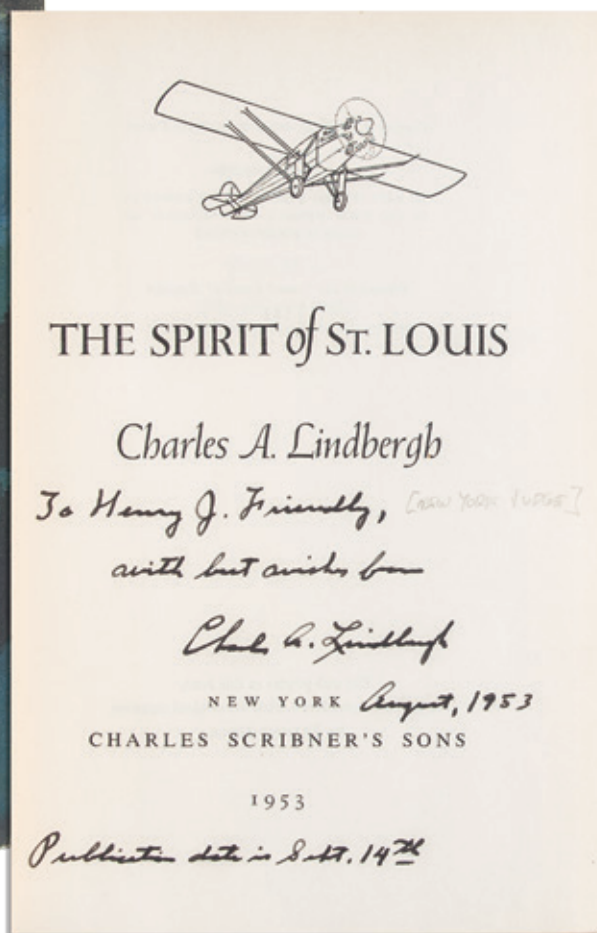 THE SPIRIT of ST. LOUIS
Charles A. Lindbergh
To Henry J. Friendly, [NEW YORK JUDGE]
with best wishes from
Charles A. Lindbergh
NEW YORK August, 1953
CHARLES SCRIBNER'S SONS
1953
Publication date is Sept. 14th